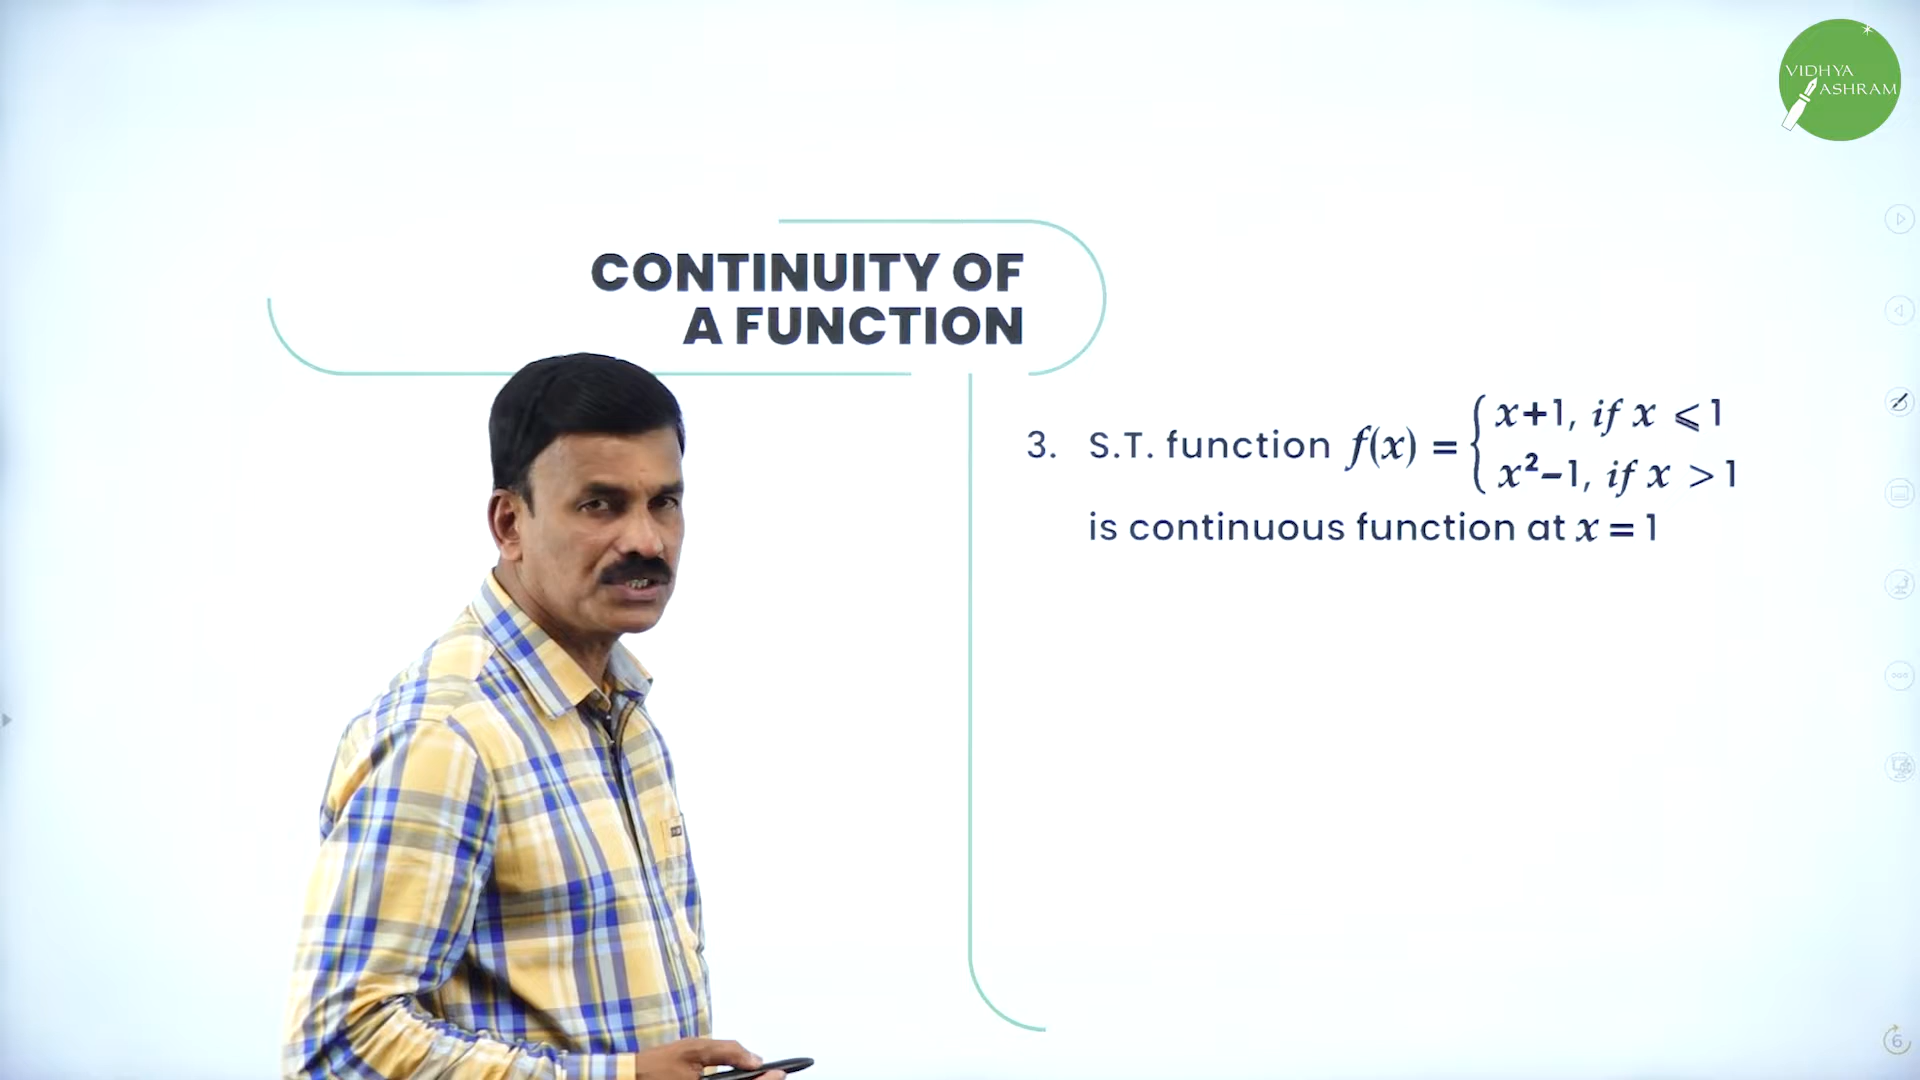 VIDHYA
ASHRAM
CONTINUITY OF
A FUNCTION
3. S.T. function f(x) = { x+1, if x ⩽ 1
x²–1, if x > 1
is continuous function at x = 1
6